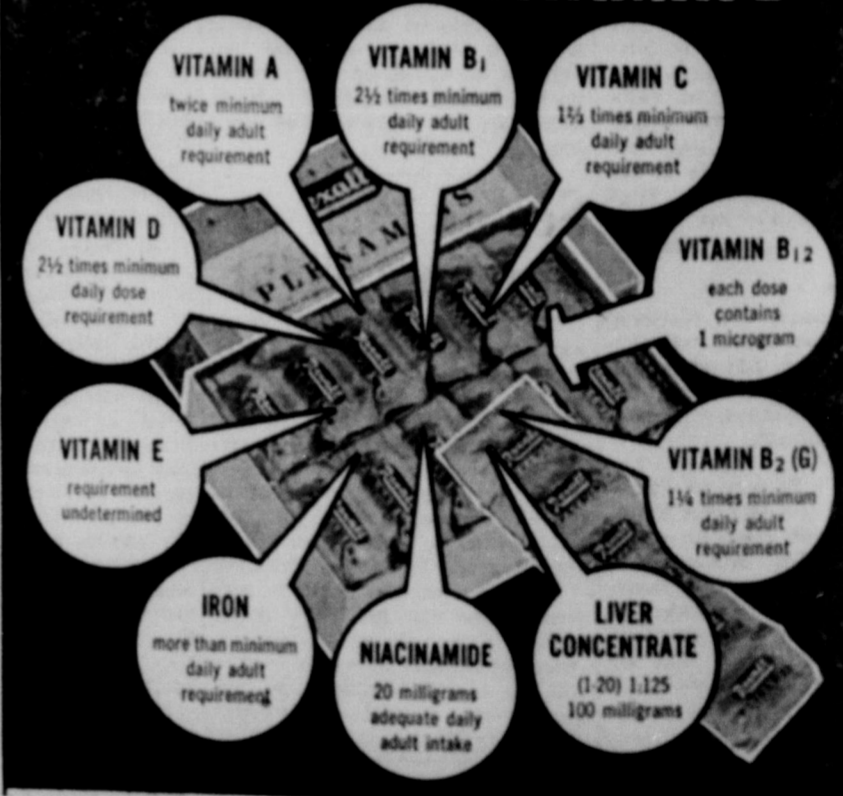 VITAMIN A
twice minimum
daily adult
requirement
VITAMIN B₁
2½ times minimum
daily adult
requirement
VITAMIN C
1⅔ times minimum
daily adult
requirement
VITAMIN D
2½ times minimum
daily dose
requirement
VITAMIN B₁₂
each dose
contains
1 microgram
VITAMIN E
requirement
undetermined
VITAMIN B₂ (G)
times minimum
daily adult
requirement
IRON
more than minimum
daily adult
requirement
NIACINAMIDE
20 milligrams
adequate daily
adult intake
LIVER
CONCENTRATE
(1-20) 1:125
100 milligrams
PLENAMINS